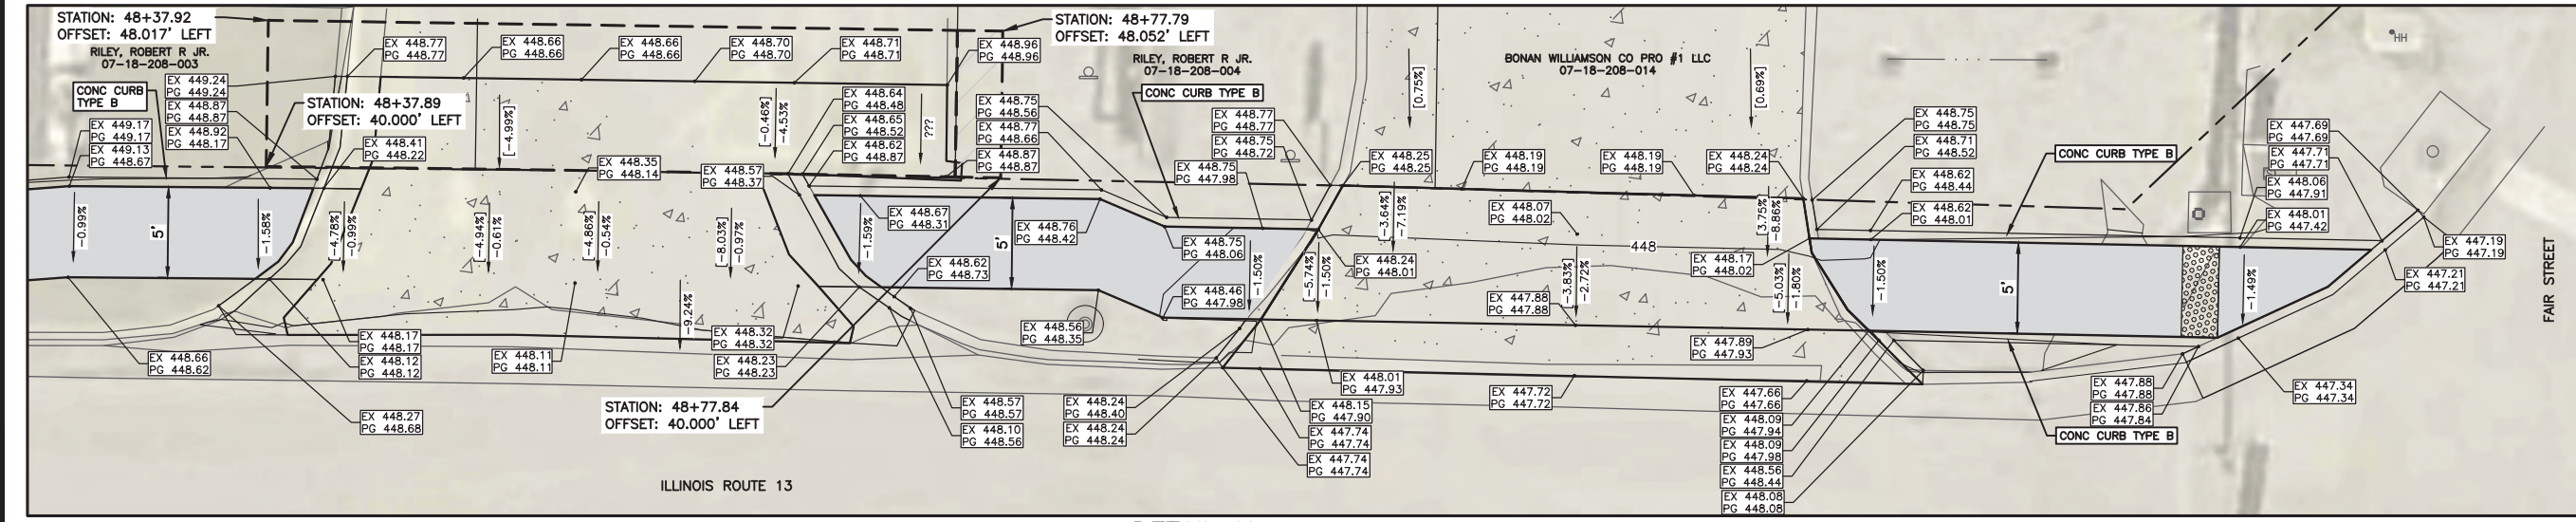 STATION: 48+37.92
OFFSET: 48.017' LEFT
RILEY, ROBERT R JR.
07-18-208-003
CONC CURB
TYPE B
EX 449.24
PG 449.24
EX 448.87
PG 448.87
EX 448.92
PG 448.17
EX 449.17
PG 449.17
EX 449.13
PG 448.67
STATION: 48+37.89
OFFSET: 40.000' LEFT
EX 448.41
PG 448.22
EX 448.77
PG 448.77
EX 448.66
PG 448.66
EX 448.66
PG 448.66
EX 448.70
PG 448.70
EX 448.71
PG 448.71
EX 448.96
PG 448.96
STATION: 48+77.79
OFFSET: 48.052' LEFT
RILEY, ROBERT R JR.
07-18-208-004
CONC CURB TYPE B
[-4.99%]
[-0.46%]
-4.53%
EX 448.64
PG 448.48
EX 448.65
PG 448.52
EX 448.62
PG 448.87
???
EX 448.75
PG 448.56
EX 448.77
PG 448.66
EX 448.87
PG 448.87
EX 448.35
PG 448.14
EX 448.57
PG 448.37
EX 448.77
PG 448.77
EX 448.75
PG 448.72
EX 448.75
PG 447.98
[0.75%]
BONAN WILLIAMSON CO PRO #1 LLC
07-18-208-014
[0.69%]
EX 448.25
PG 448.25
EX 448.19
PG 448.19
EX 448.19
PG 448.19
EX 448.24
PG 448.24
EX 448.75
PG 448.75
EX 448.71
PG 448.52
EX 448.62
PG 448.44
EX 448.62
PG 448.01
CONC CURB TYPE B
HH
EX 447.69
PG 447.69
EX 447.71
PG 447.71
EX 448.06
PG 447.91
EX 448.01
PG 447.42
EX 447.19
PG 447.19
EX 447.21
PG 447.21
FAIR STREET
-0.99%
5'
-1.58%
[-4.78%]
-0.99%
[-4.94%]
-0.61%
[-4.86%]
-0.54%
[-8.03%]
-0.97%
-9.24%
-1.59%
EX 448.67
PG 448.31
5'
EX 448.76
PG 448.42
EX 448.62
PG 448.73
EX 448.75
PG 448.06
EX 448.46
PG 447.98
-1.50%
[-5.74%]
-1.50%
[-3.64%]
-7.19%
EX 448.24
PG 448.01
EX 448.07
PG 448.02
448
[-3.83%]
-2.72%
EX 448.17
PG 448.02
[3.75%]
-8.86%
[-5.03%]
-1.80%
-1.50%
5'
-1.49%
EX 447.88
PG 447.88
EX 447.89
PG 447.93
EX 448.66
PG 448.62
EX 448.17
PG 448.17
EX 448.12
PG 448.12
EX 448.27
PG 448.68
EX 448.11
PG 448.11
EX 448.32
PG 448.32
EX 448.23
PG 448.23
STATION: 48+77.84
OFFSET: 40.000' LEFT
EX 448.56
PG 448.35
EX 448.57
PG 448.57
EX 448.10
PG 448.56
EX 448.24
PG 448.40
EX 448.24
PG 448.24
EX 448.01
PG 447.93
EX 448.15
PG 447.90
EX 447.74
PG 447.74
EX 447.74
PG 447.74
EX 447.72
PG 447.72
EX 447.66
PG 447.66
EX 448.09
PG 447.94
EX 448.09
PG 447.98
EX 448.56
PG 448.44
EX 448.08
PG 448.08
EX 447.88
PG 447.88
EX 447.86
PG 447.84
CONC CURB TYPE B
EX 447.34
PG 447.34
ILLINOIS ROUTE 13